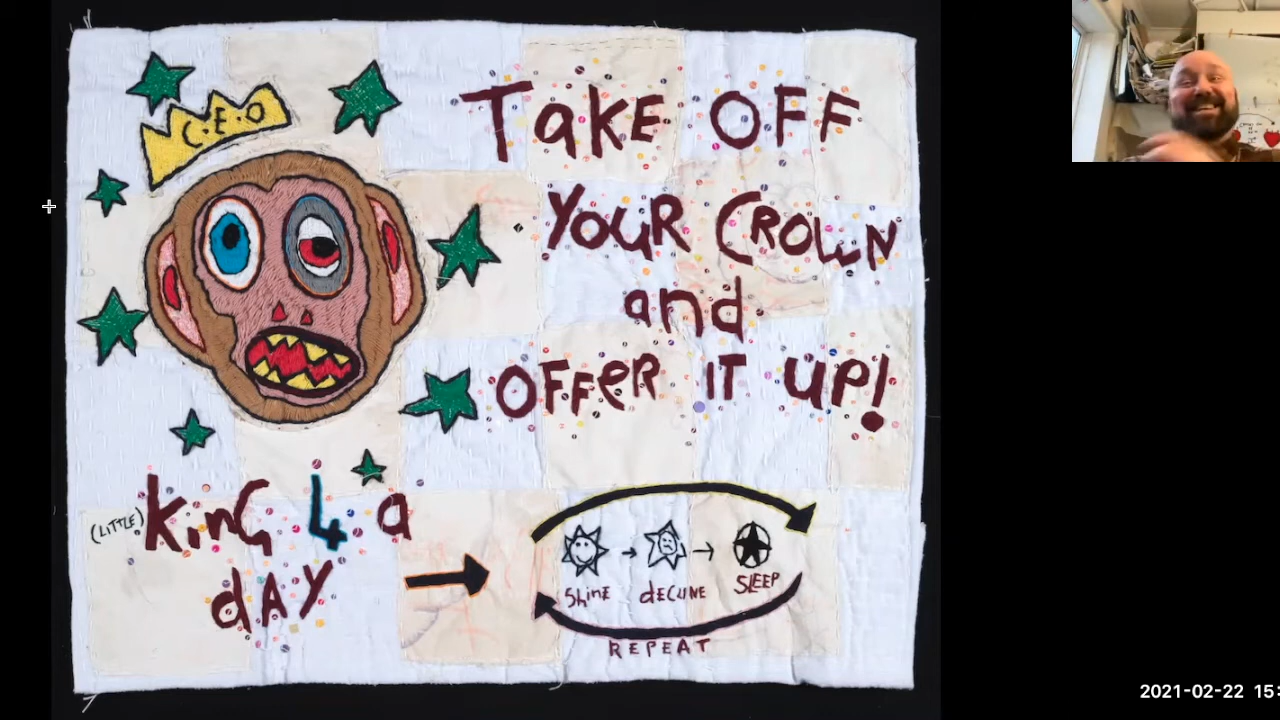 C·E·O
TaKE OFF
YOuR CROWN
and
OFFeR IT uP!
(LITTLE) KinG 4 a
dAY
ShinE
dECLINE
SLEEP
REPEAT
2021-02-22 15: